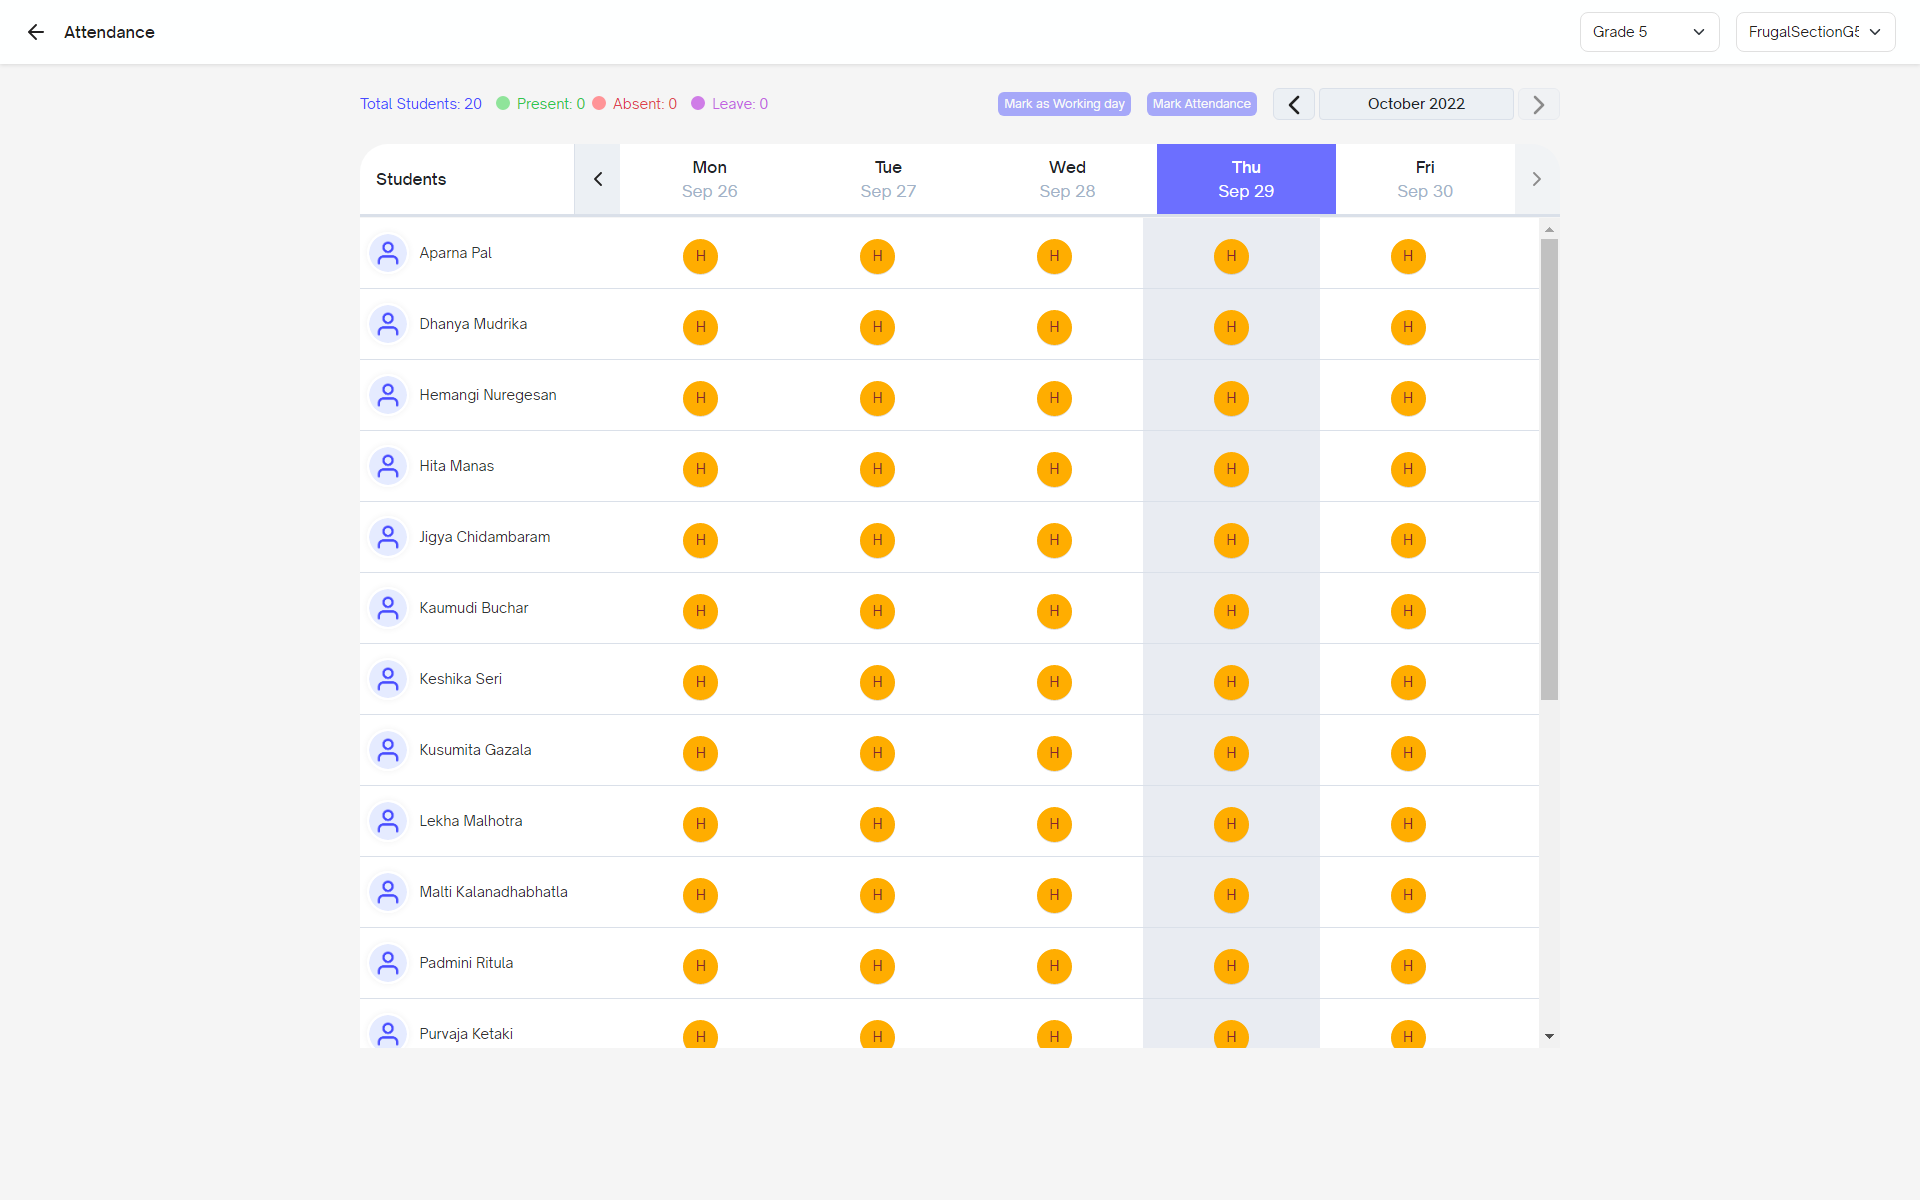 Attendance
Grade 5
FrugalSectionG5
Total Students: 20 Present: 0 Absent: 0 Leave: 0
Mark as Working day Mark Attendance October 2022
Students Mon Tue Wed Thu Fri
Sep 26 Sep 27 Sep 28 Sep 29 Sep 30
Aparna Pal H H H H H
Dhanya Mudrika H H H H H
Hemangi Nuregesan H H H H H
Hita Manas H H H H H
Jigya Chidambaram H H H H H
Kaumudi Buchar H H H H H
Keshika Seri H H H H H
Kusumita Gazala H H H H H
Lekha Malhotra H H H H H
Malti Kalanadhabhatla H H H H H
Padmini Ritula H H H H H
Purvaja Ketaki H H H H H